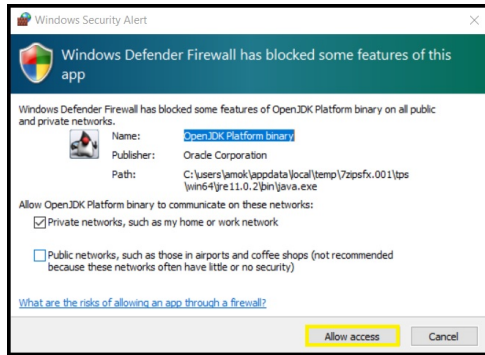 Windows Security Alert
Windows Defender Firewall has blocked some features of this
app
Windows Defender Firewall has blocked some features of OpenJDK Platform binary on all public
and private networks.
Name: OpenJDK Platform binary
Publisher: Oracle Corporation
Path: C:\users\amok\appdata\local\temp\7zipsfx.001\tps
\win64\jre11.0.2\bin\java.exe
Allow OpenJDK Platform binary to communicate on these networks:
Private networks, such as my home or work network
Public networks, such as those in airports and coffee shops (not recommended
because these networks often have little or no security)
What are the risks of allowing an app through a firewall?
Allow access Cancel